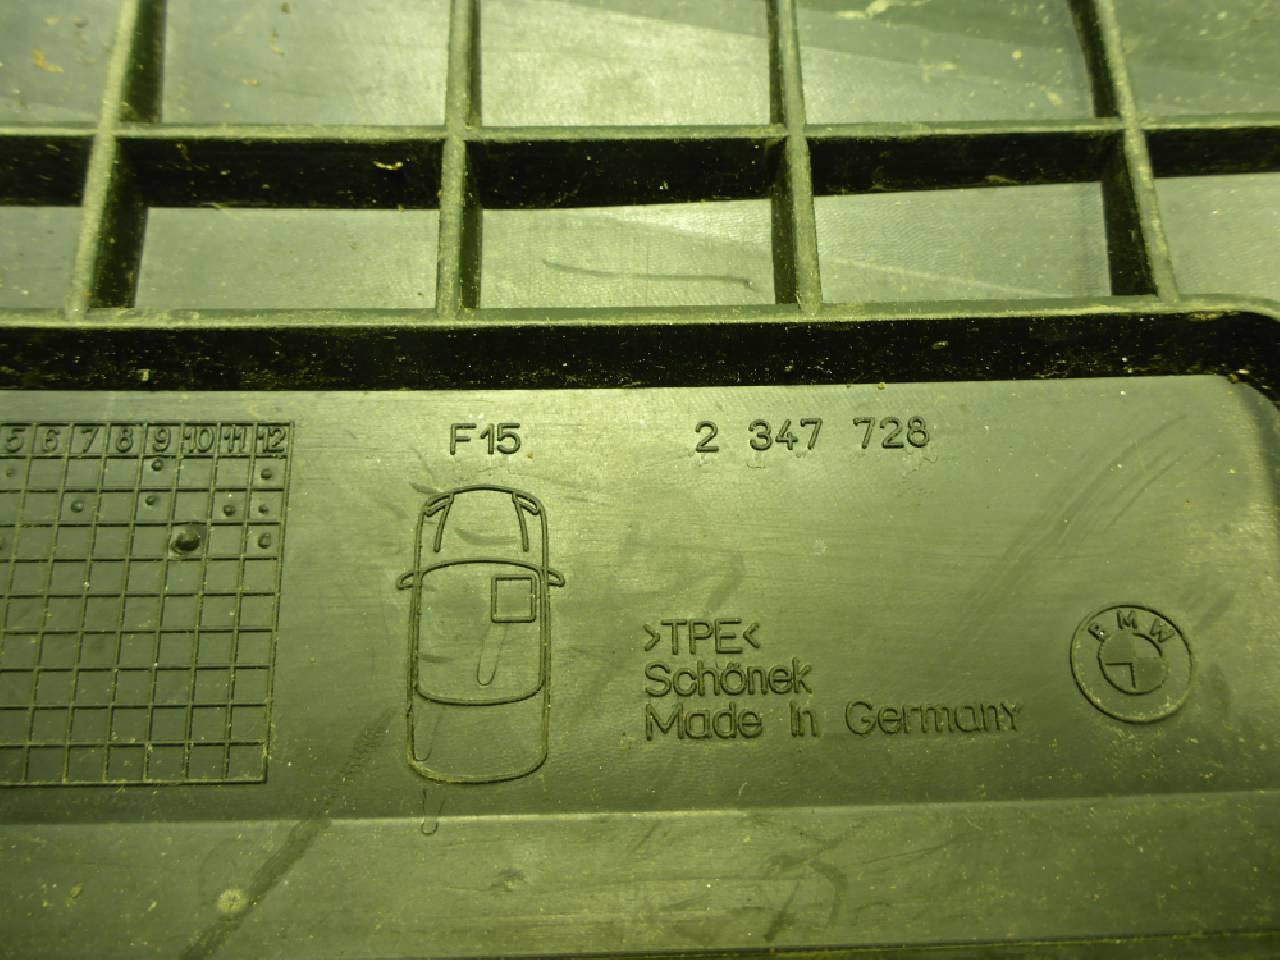 5 6 7 8 9 10 11 12
F15
2 347 728
>TPE<
Schönek
Made in Germany
BMW